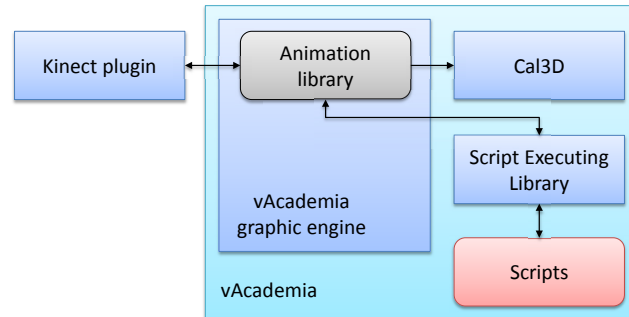 Kinect plugin
Animation
library
Cal3D
Script Executing
Library
vAcademia
graphic engine
Scripts
vAcademia